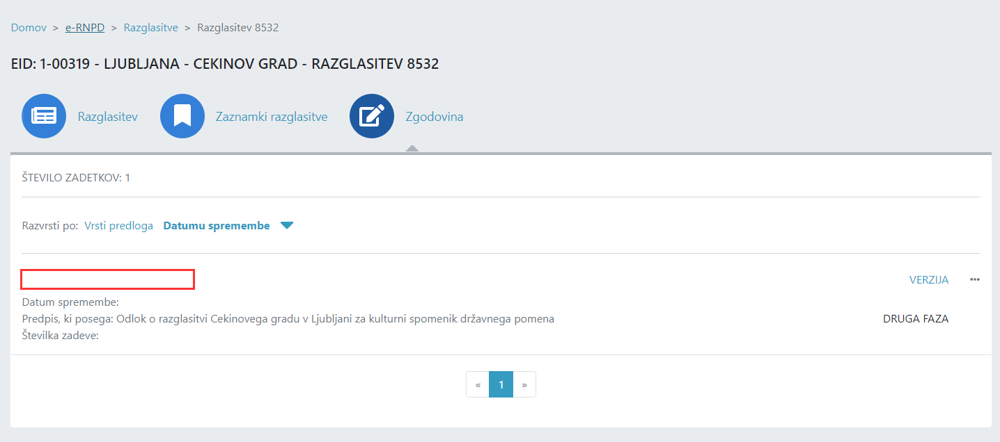 Domov > e-RNPD > Razglasitve > Razglasitev 8532
EID: 1-00319 - LJUBLJANA - CEKINOV GRAD - RAZGLASITEV 8532
Razglasitev Zaznamki razglasitve Zgodovina
ŠTEVILO ZADETKOV: 1
Razvrsti po: Vrsti predloga Datumu spremembe
VERZIJA ...
Datum spremembe:
Predpis, ki posega: Odlok o razglasitvi Cekinovega gradu v Ljubljani za kulturni spomenik državnega pomena DRUGA FAZA
Številka zadeve:
« 1 »